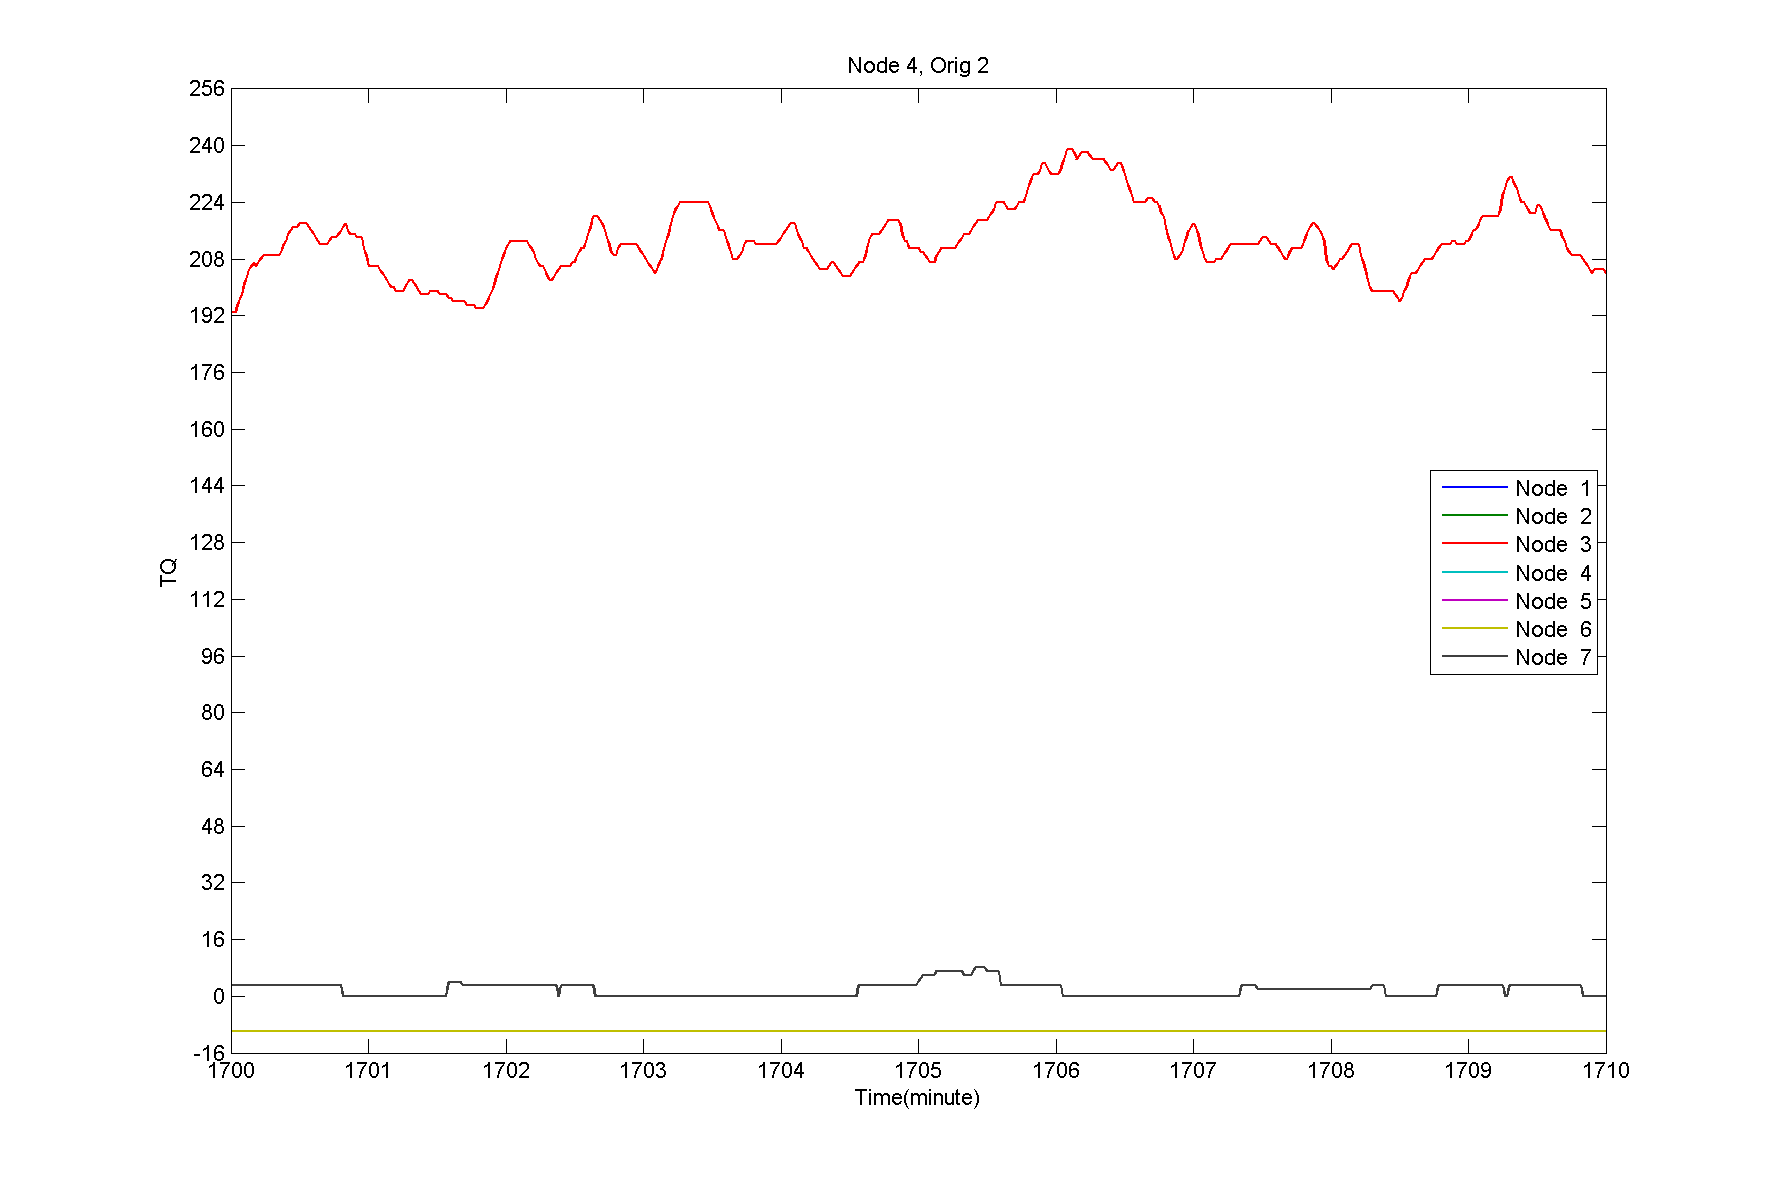 Node 4, Orig 2
256
240
224
208
192
176
160
144
128
112
96
80
64
48
32
16
0
-16
TQ
Node 1
Node 2
Node 3
Node 4
Node 5
Node 6
Node 7
1700 1701 1702 1703 1704 1705 1706 1707 1708 1709 1710
Time(minute)